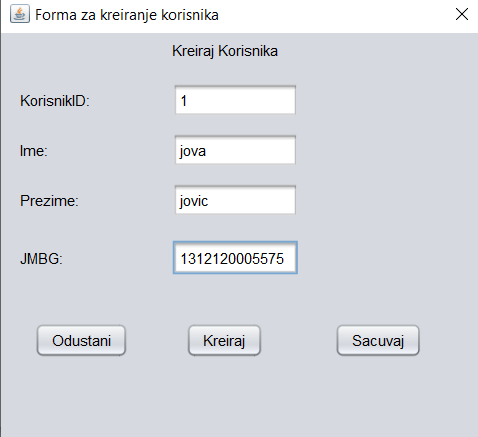 Forma za kreiranje korisnika
Kreiraj Korisnika
KorisnikID: 1
Ime: jova
Prezime: jovic
JMBG: 1312120005575
Odustani Kreiraj Sacuvaj